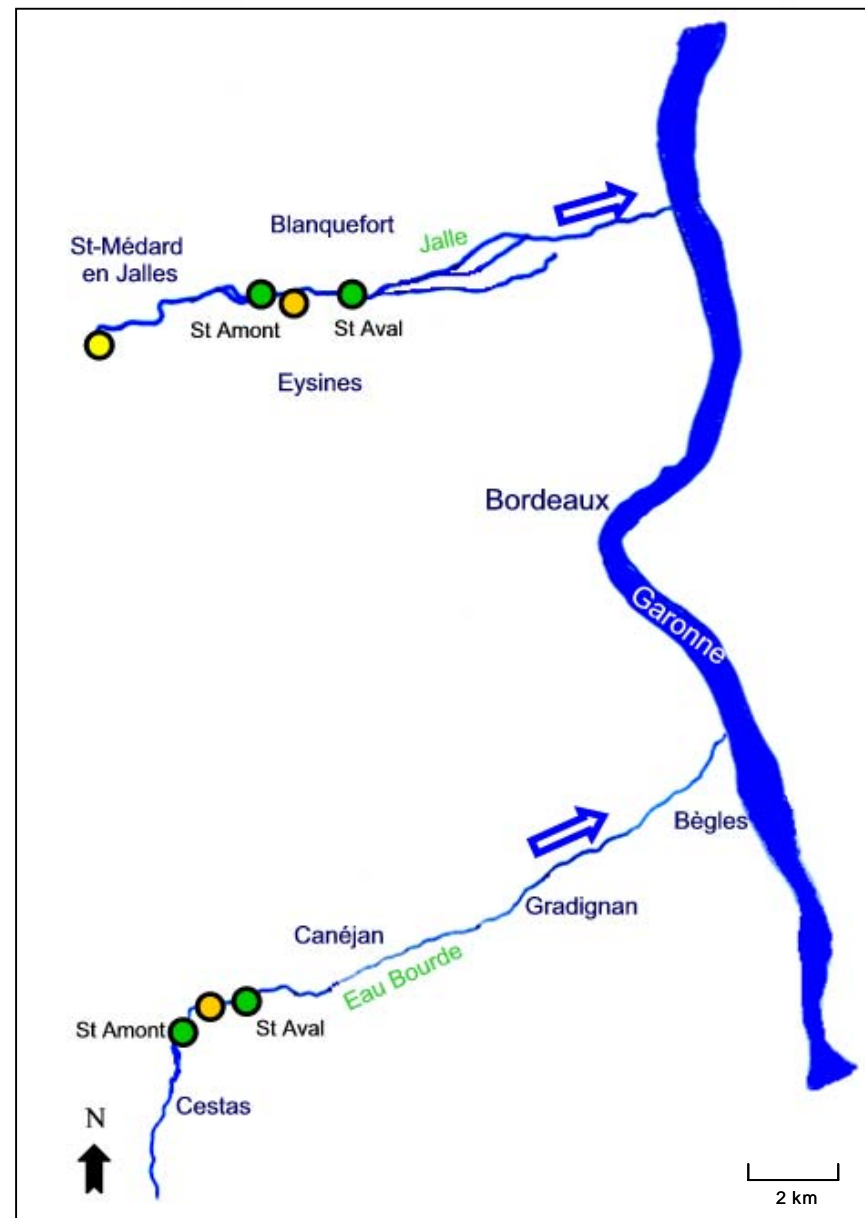 Blanquefort
Jalle
St-Médard
en Jalles
St Amont
St Aval
Eysines
Bordeaux
Garonne
Bègles
Gradignan
Canéjan
Eau Bourde
St Amont
St Aval
Cestas
N
2 km